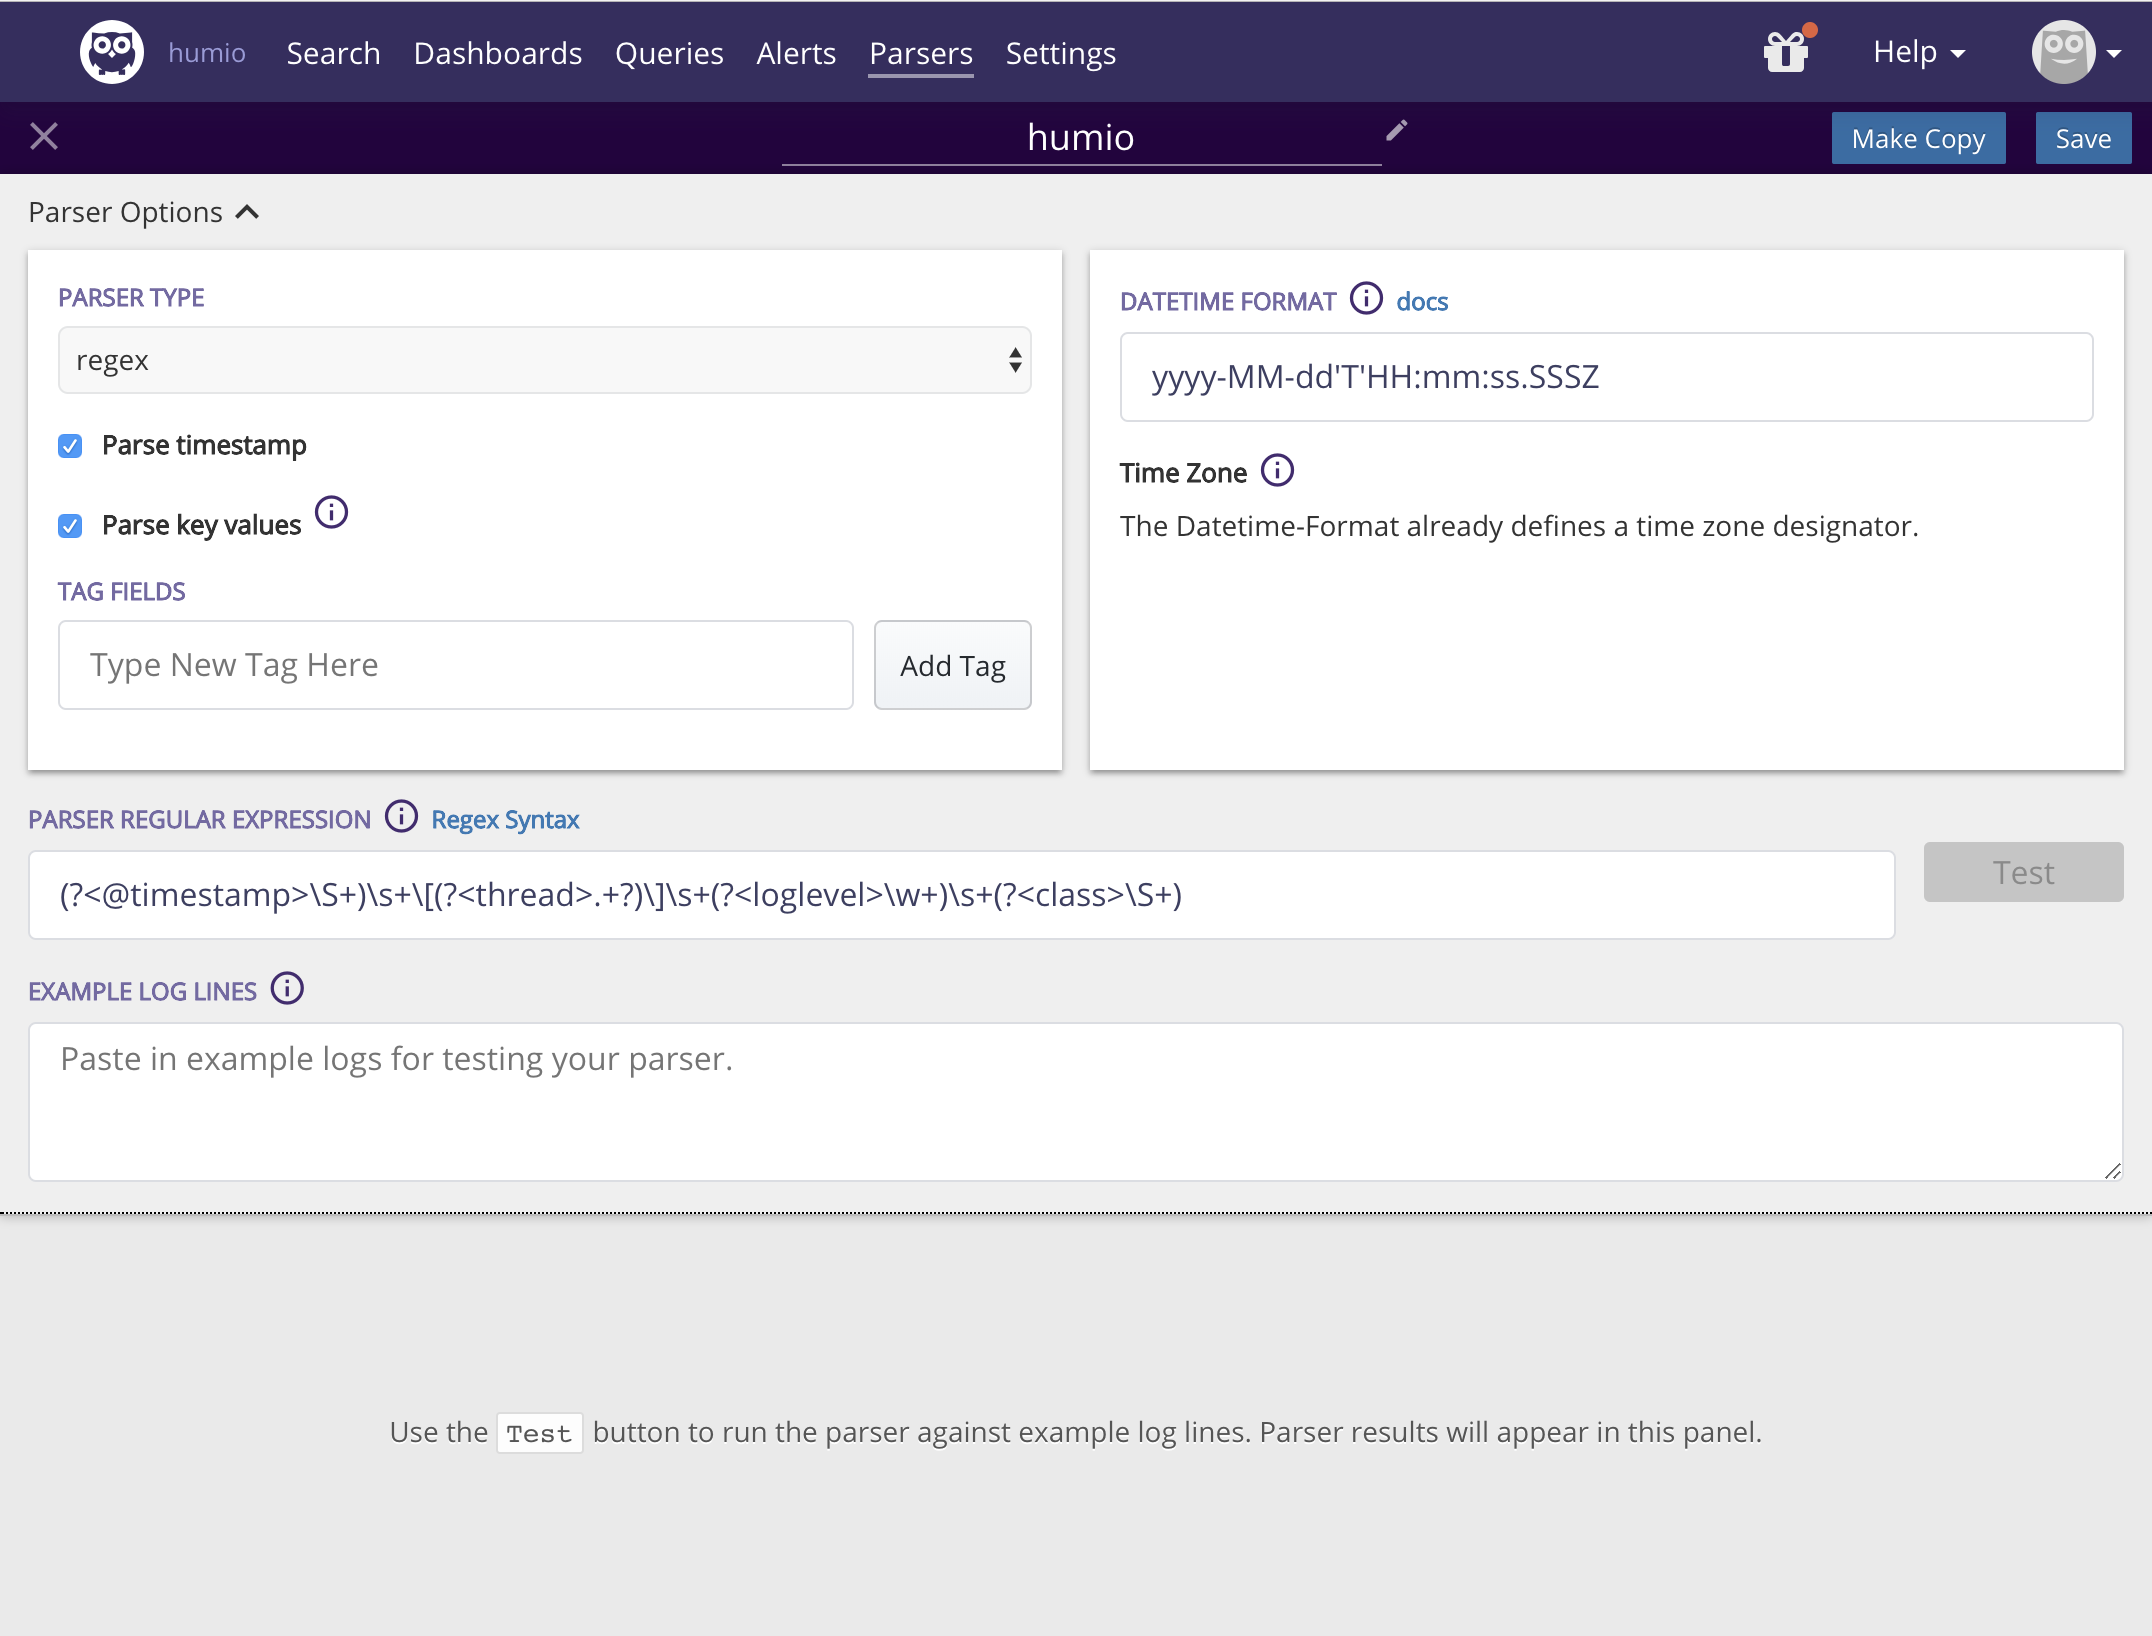 humio Search Dashboards Queries Alerts Parsers Settings Help
humio Make Copy Save
Parser Options
PARSER TYPE
regex
Parse timestamp
Parse key values
TAG FIELDS
Type New Tag Here Add Tag
DATETIME FORMAT docs
yyyy-MM-dd'T'HH:mm:ss.SSSZ
Time Zone
The Datetime-Format already defines a time zone designator.
PARSER REGULAR EXPRESSION Regex Syntax
(?<@timestamp>\S+)\s+\[(?<thread>.+?)\]\s+(?<loglevel>\w+)\s+(?<class>\S+)
Test
EXAMPLE LOG LINES
Paste in example logs for testing your parser.
Use the Test button to run the parser against example log lines. Parser results will appear in this panel.